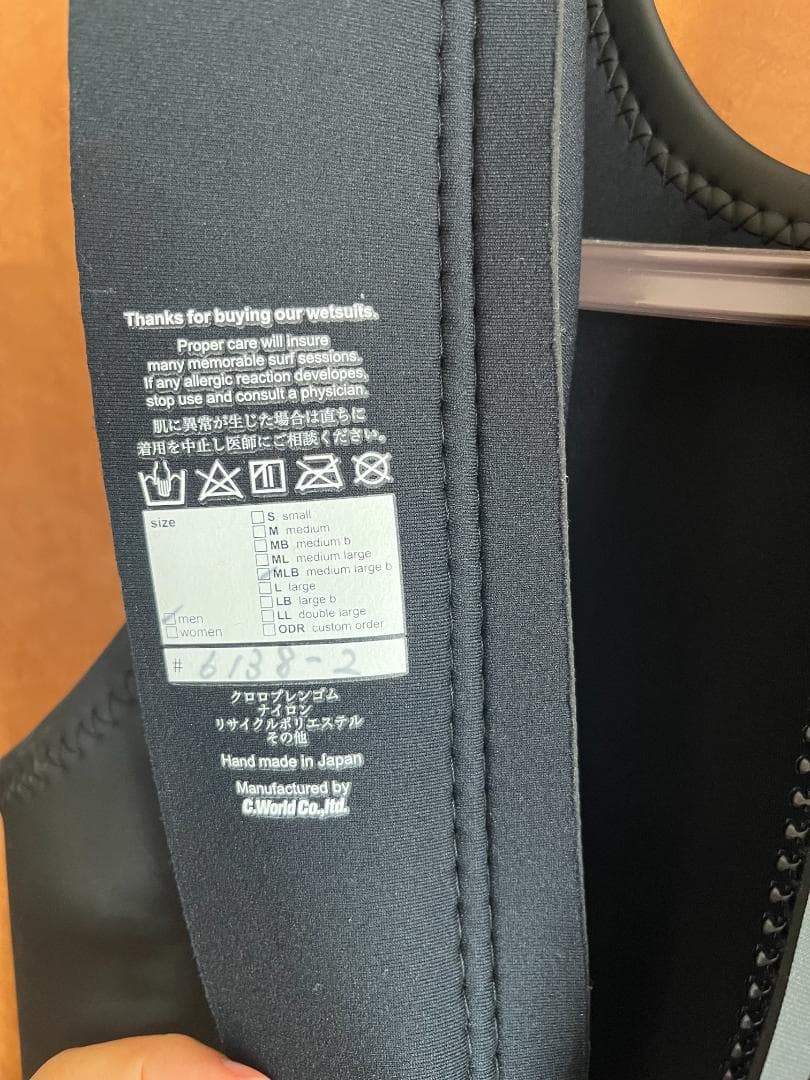 Thanks for buying our wetsuits.
Proper care will insure
many memorable surf sessions.
If any allergic reaction developes,
stop use and consult a physician.
肌に異常が生じた場合は直ちに
着用を中止し医師にご相談ください。
size
S small
M medium
MB medium b
ML medium large
MLB medium large b
L large
LB large b
LL double large
ODR custom order
men
women
# 6138-2
クロロプレンゴム
ナイロン
リサイクルポリエステル
その他
Hand made in Japan
Manufactured by
C.World Co.,ltd.